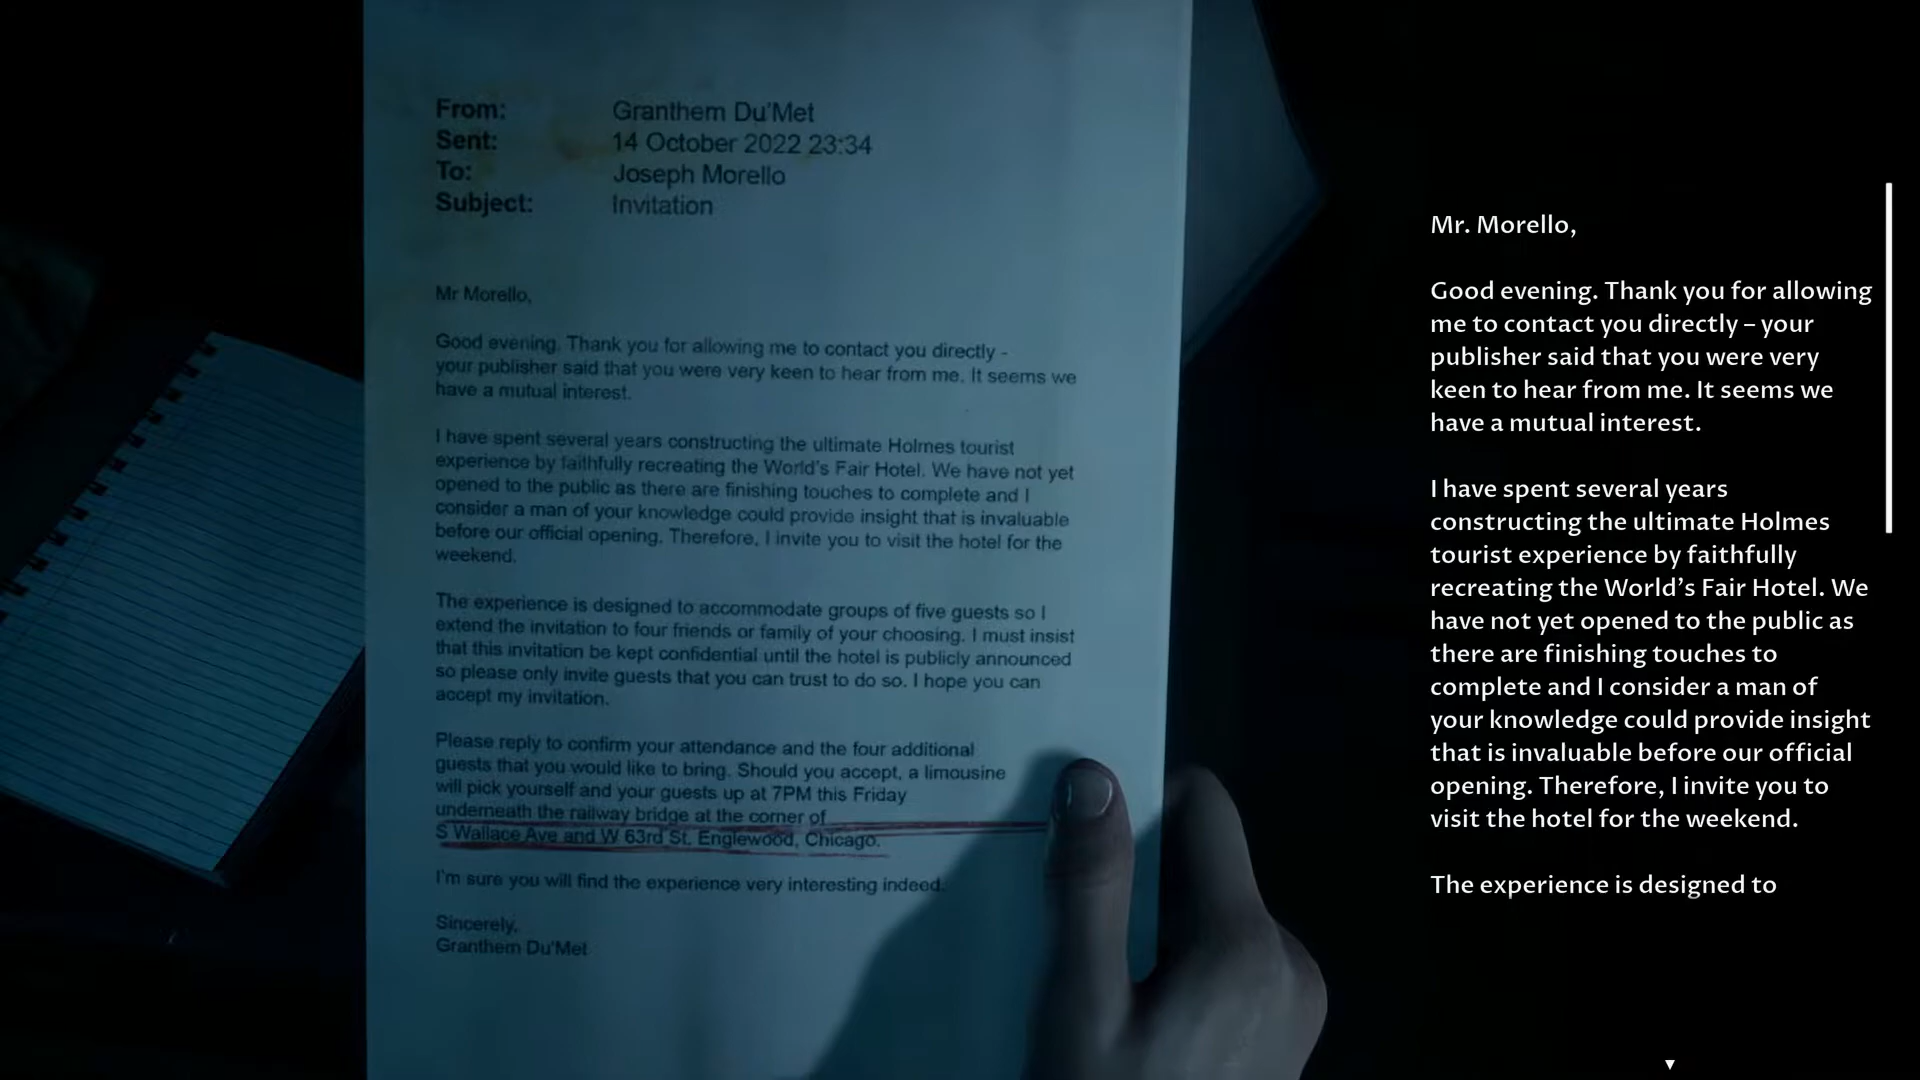 From: Granthem Du'Met
Sent: 14 October 2022 23:34
To: Joseph Morello
Subject: Invitation
Mr Morello,
Good evening. Thank you for allowing me to contact you directly -
your publisher said that you were very keen to hear from me. It seems we
have a mutual interest.
I have spent several years constructing the ultimate Holmes tourist
experience by faithfully recreating the World's Fair Hotel. We have not yet
opened to the public as there are finishing touches to complete and I
consider a man of your knowledge could provide insight that is invaluable
before our official opening. Therefore, I invite you to visit the hotel for the
weekend.
The experience is designed to accommodate groups of five guests so I
extend the invitation to four friends or family of your choosing. I must insist
that this invitation be kept confidential until the hotel is publicly announced
so please only invite guests that you can trust to do so. I hope you can
accept my invitation.
Please reply to confirm your attendance and the four additional
guests that you would like to bring. Should you accept, a limousine
will pick yourself and your guests up at 7PM this Friday
underneath the railway bridge at the corner of
S Wallace Ave and W 63rd St, Englewood, Chicago.
I'm sure you will find the experience very interesting indeed.
Sincerely,
Granthem Du'Met
Mr. Morello,
Good evening. Thank you for allowing
me to contact you directly – your
publisher said that you were very
keen to hear from me. It seems we
have a mutual interest.
I have spent several years
constructing the ultimate Holmes
tourist experience by faithfully
recreating the World's Fair Hotel. We
have not yet opened to the public as
there are finishing touches to
complete and I consider a man of
your knowledge could provide insight
that is invaluable before our official
opening. Therefore, I invite you to
visit the hotel for the weekend.
The experience is designed to